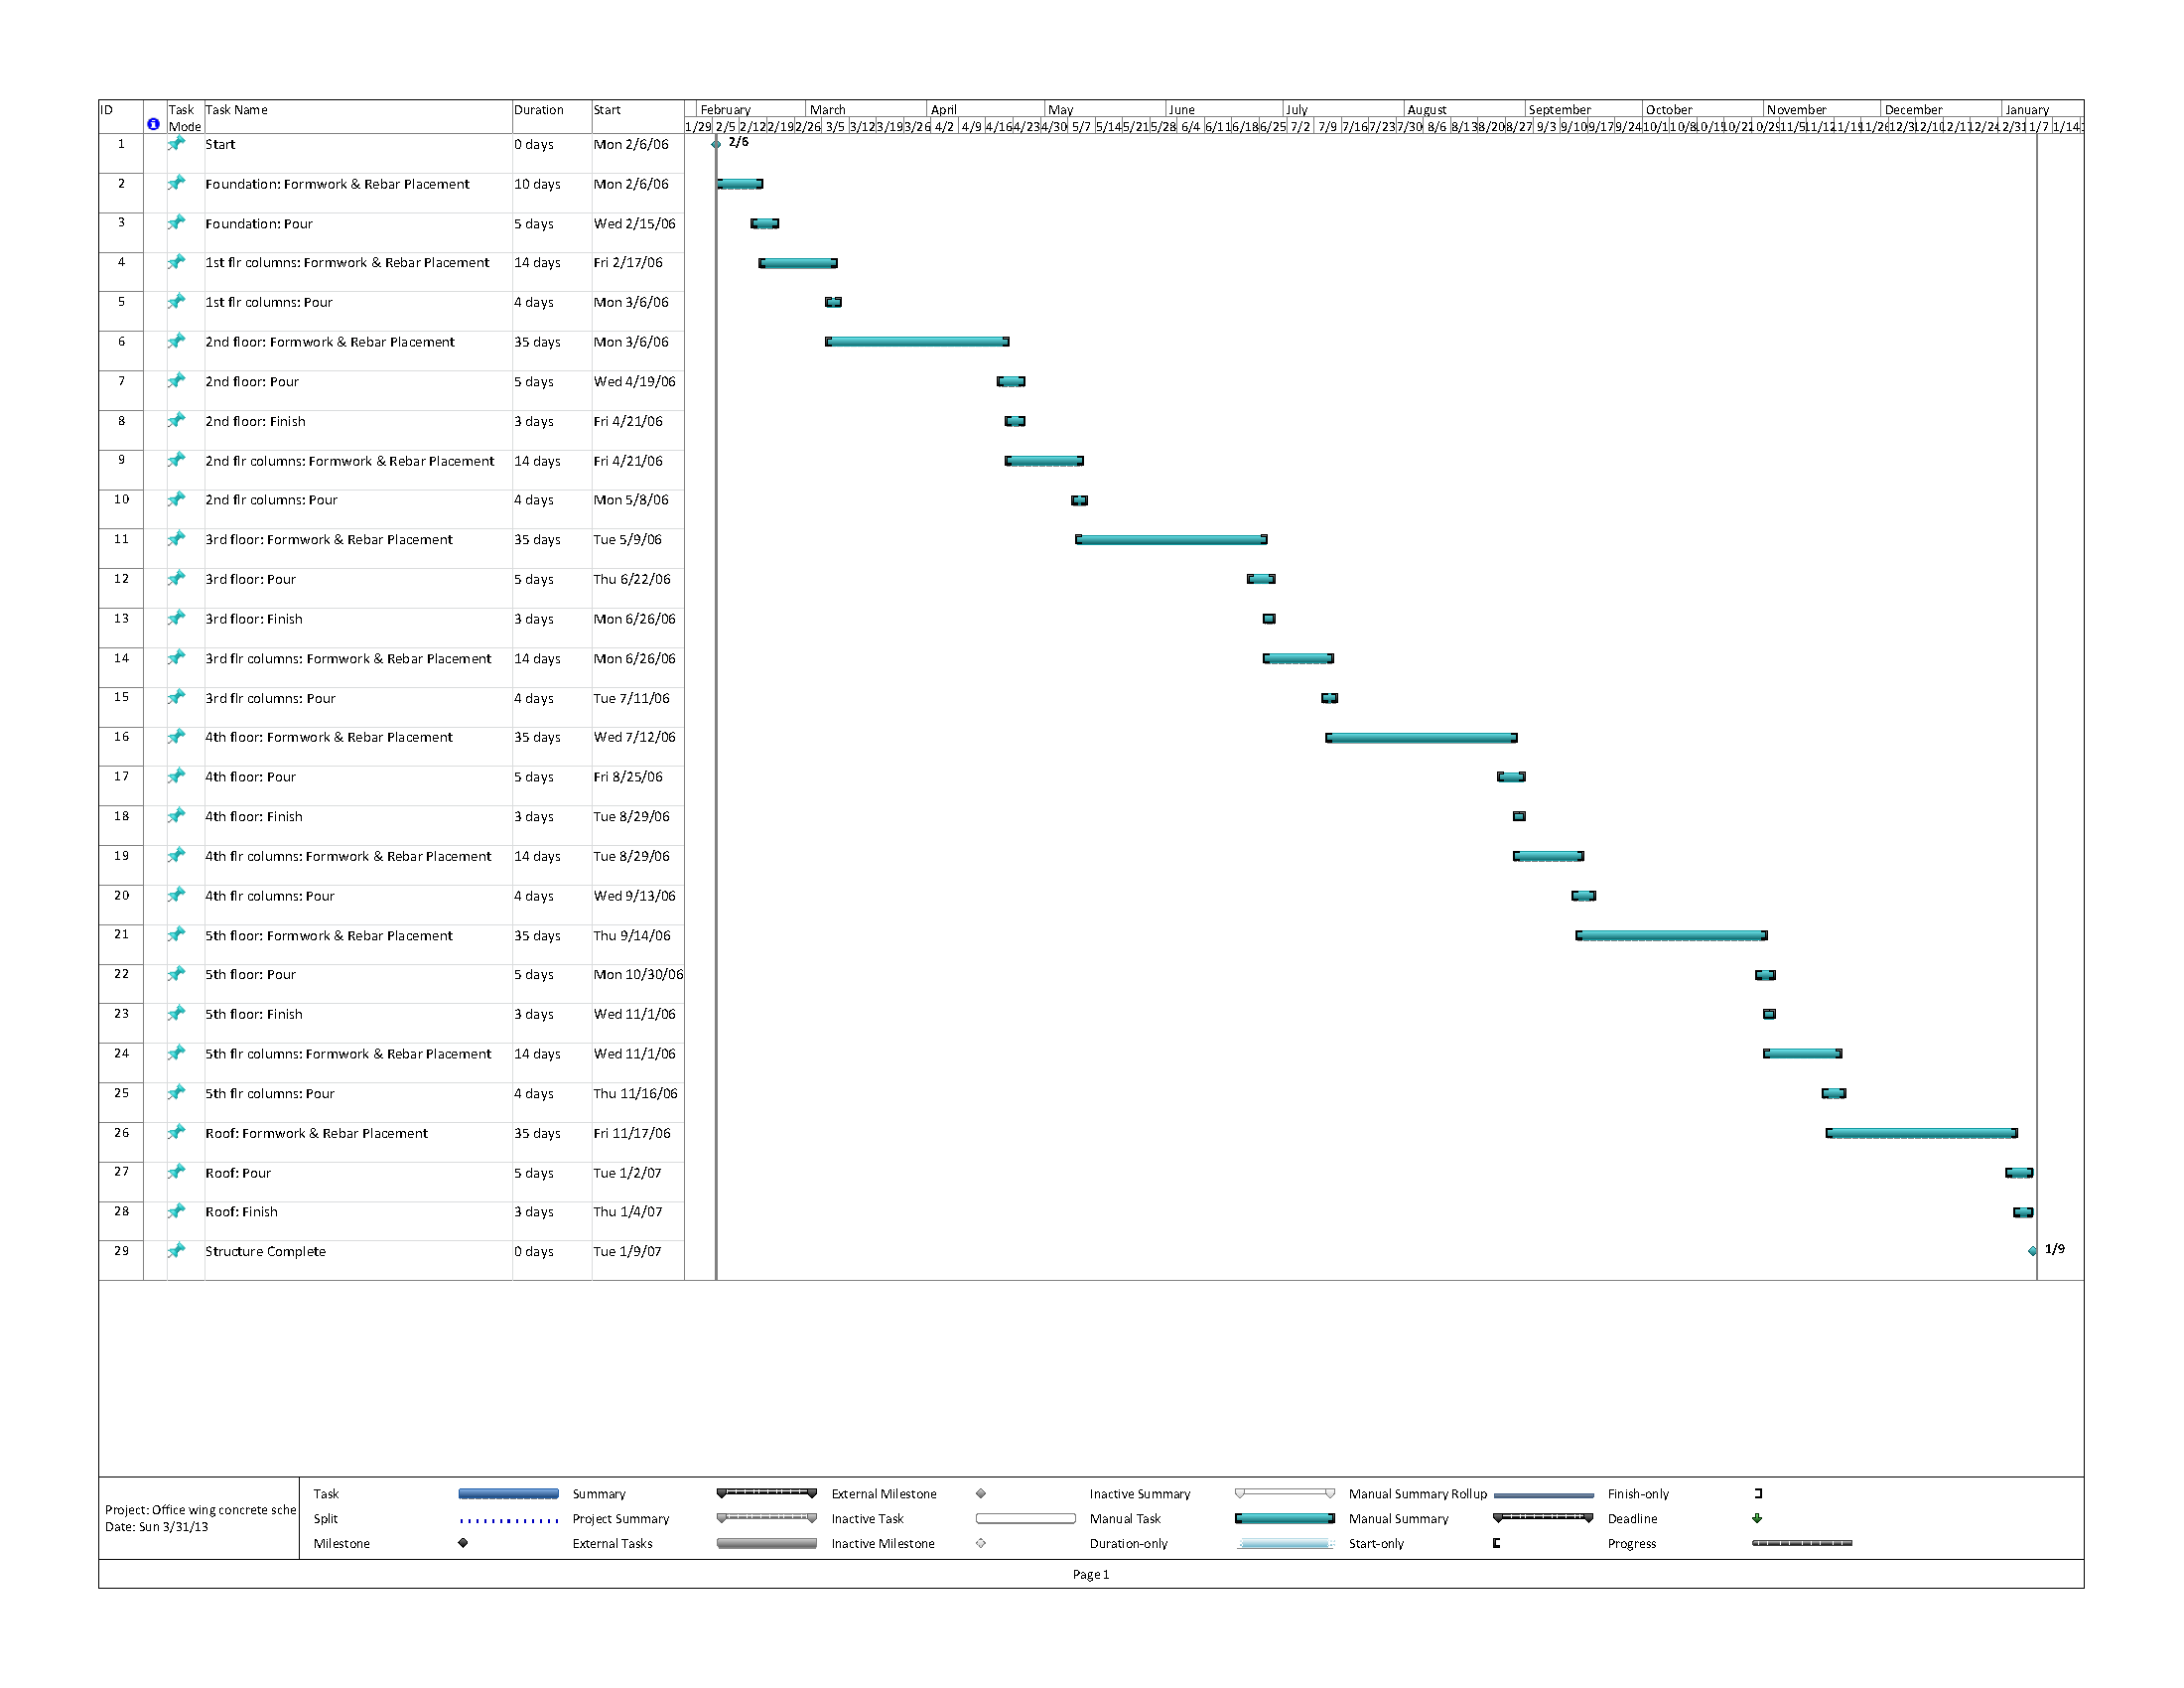 ID Task Mode Task Name Duration Start February March April May June July August September October November December January
1/29 2/5 2/12 2/19 2/26 3/5 3/12 3/19 3/26 4/2 4/9 4/16 4/23 4/30 5/7 5/14 5/21 5/28 6/4 6/11 6/18 6/25 7/2 7/9 7/16 7/23 7/30 8/6 8/13 8/20 8/27 9/3 9/10 9/17 9/24 10/1 10/8 10/15 10/22 10/29 11/5 11/12 11/19 11/26 12/3 12/10 12/17 12/24 12/31 1/7 1/14
1 Start 0 days Mon 2/6/06 2/6
2 Foundation: Formwork & Rebar Placement 10 days Mon 2/6/06
3 Foundation: Pour 5 days Wed 2/15/06
4 1st flr columns: Formwork & Rebar Placement 14 days Fri 2/17/06
5 1st flr columns: Pour 4 days Mon 3/6/06
6 2nd floor: Formwork & Rebar Placement 35 days Mon 3/6/06
7 2nd floor: Pour 5 days Wed 4/19/06
8 2nd floor: Finish 3 days Fri 4/21/06
9 2nd flr columns: Formwork & Rebar Placement 14 days Fri 4/21/06
10 2nd flr columns: Pour 4 days Mon 5/8/06
11 3rd floor: Formwork & Rebar Placement 35 days Tue 5/9/06
12 3rd floor: Pour 5 days Thu 6/22/06
13 3rd floor: Finish 3 days Mon 6/26/06
14 3rd flr columns: Formwork & Rebar Placement 14 days Mon 6/26/06
15 3rd flr columns: Pour 4 days Tue 7/11/06
16 4th floor: Formwork & Rebar Placement 35 days Wed 7/12/06
17 4th floor: Pour 5 days Fri 8/25/06
18 4th floor: Finish 3 days Tue 8/29/06
19 4th flr columns: Formwork & Rebar Placement 14 days Tue 8/29/06
20 4th flr columns: Pour 4 days Wed 9/13/06
21 5th floor: Formwork & Rebar Placement 35 days Thu 9/14/06
22 5th floor: Pour 5 days Mon 10/30/06
23 5th floor: Finish 3 days Wed 11/1/06
24 5th flr columns: Formwork & Rebar Placement 14 days Wed 11/1/06
25 5th flr columns: Pour 4 days Thu 11/16/06
26 Roof: Formwork & Rebar Placement 35 days Fri 11/17/06
27 Roof: Pour 5 days Tue 1/2/07
28 Roof: Finish 3 days Thu 1/4/07
29 Structure Complete 0 days Tue 1/9/07 1/9
Project: Office wing concrete sche
Date: Sun 3/31/13
Task Summary External Milestone Inactive Summary Manual Summary Rollup Finish-only
Split Project Summary Inactive Task Manual Task Manual Summary Deadline
Milestone External Tasks Inactive Milestone Duration-only Start-only Progress
Page 1